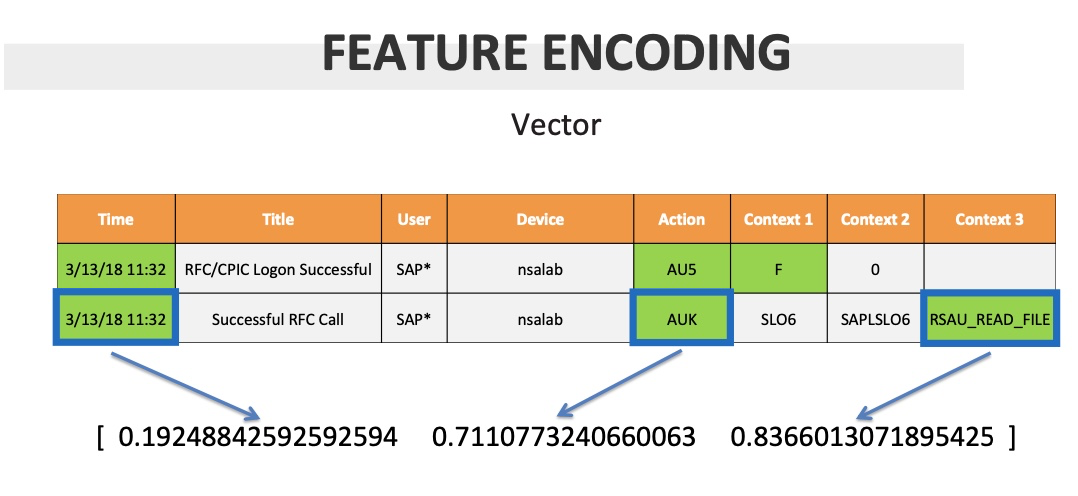 FEATURE ENCODING
Vector
Time Title User Device Action Context 1 Context 2 Context 3
3/13/18 11:32 RFC/CPIC Logon Successful SAP* nsalab AU5 F 0
3/13/18 11:32 Successful RFC Call SAP* nsalab AUK SLO6 SAPLSLO6 RSAU_READ_FILE
[ 0.19248842592592594 0.7110773240660063 0.8366013071895425 ]